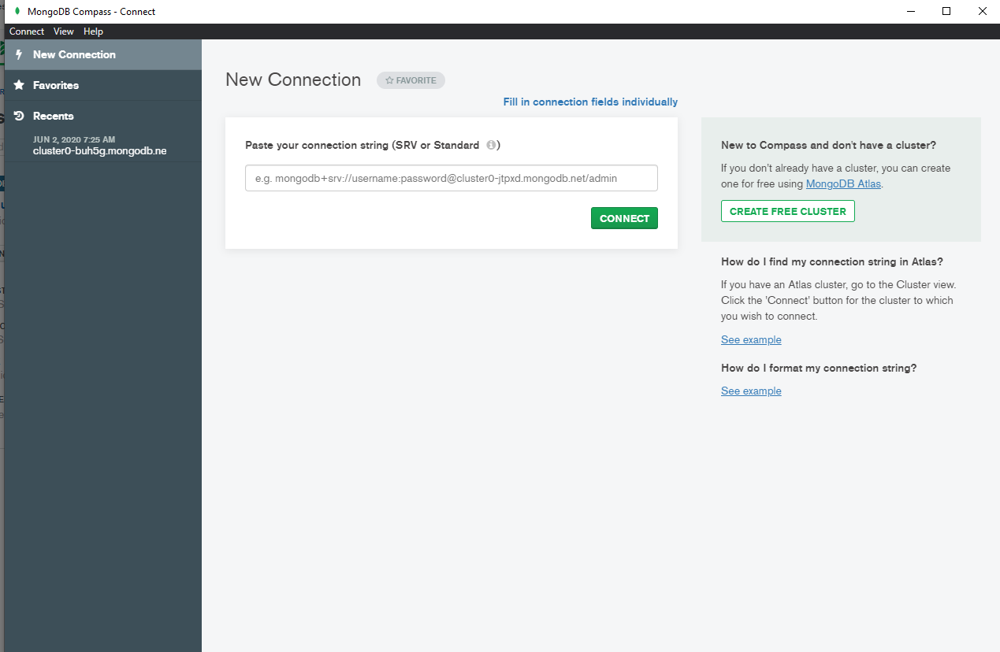 MongoDB Compass - Connect
Connect View Help
New Connection
Favorites
Recents
JUN 2, 2020 7:25 AM
cluster0-buh5g.mongodb.ne
New Connection
FAVORITE
Fill in connection fields individually
Paste your connection string (SRV or Standard )
e.g. mongodb+srv://username:password@cluster0-jtpxd.mongodb.net/admin
CONNECT
New to Compass and don't have a cluster?
If you don't already have a cluster, you can create
one for free using MongoDB Atlas.
CREATE FREE CLUSTER
How do I find my connection string in Atlas?
If you have an Atlas cluster, go to the Cluster view.
Click the 'Connect' button for the cluster to which
you wish to connect.
See example
How do I format my connection string?
See example